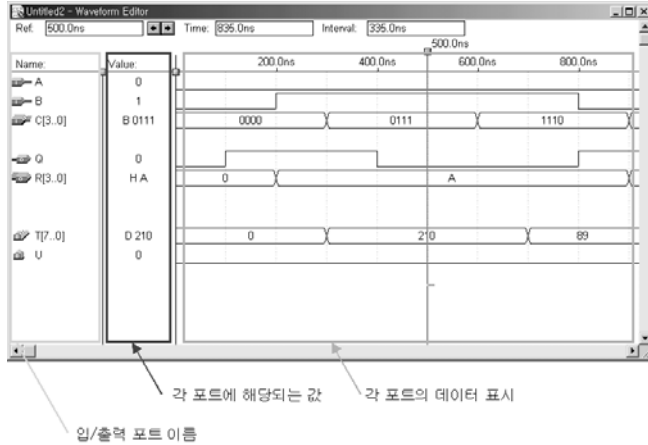 Untitled2 - Waveform Editor
Ref: 500.0ns Time: 835.0ns Interval: 335.0ns
500.0ns
Name: Value: 200.0ns 400.0ns 600.0ns 800.0ns
A 0
B 1
C[3..0] B 0111 0000 0111 1110
Q 0
R[3..0] H A 0 A
T[7..0] D 210 0 210 89
U 0
각 포트에 해당되는 값 각 포트의 데이터 표시
입/출력 포트 이름